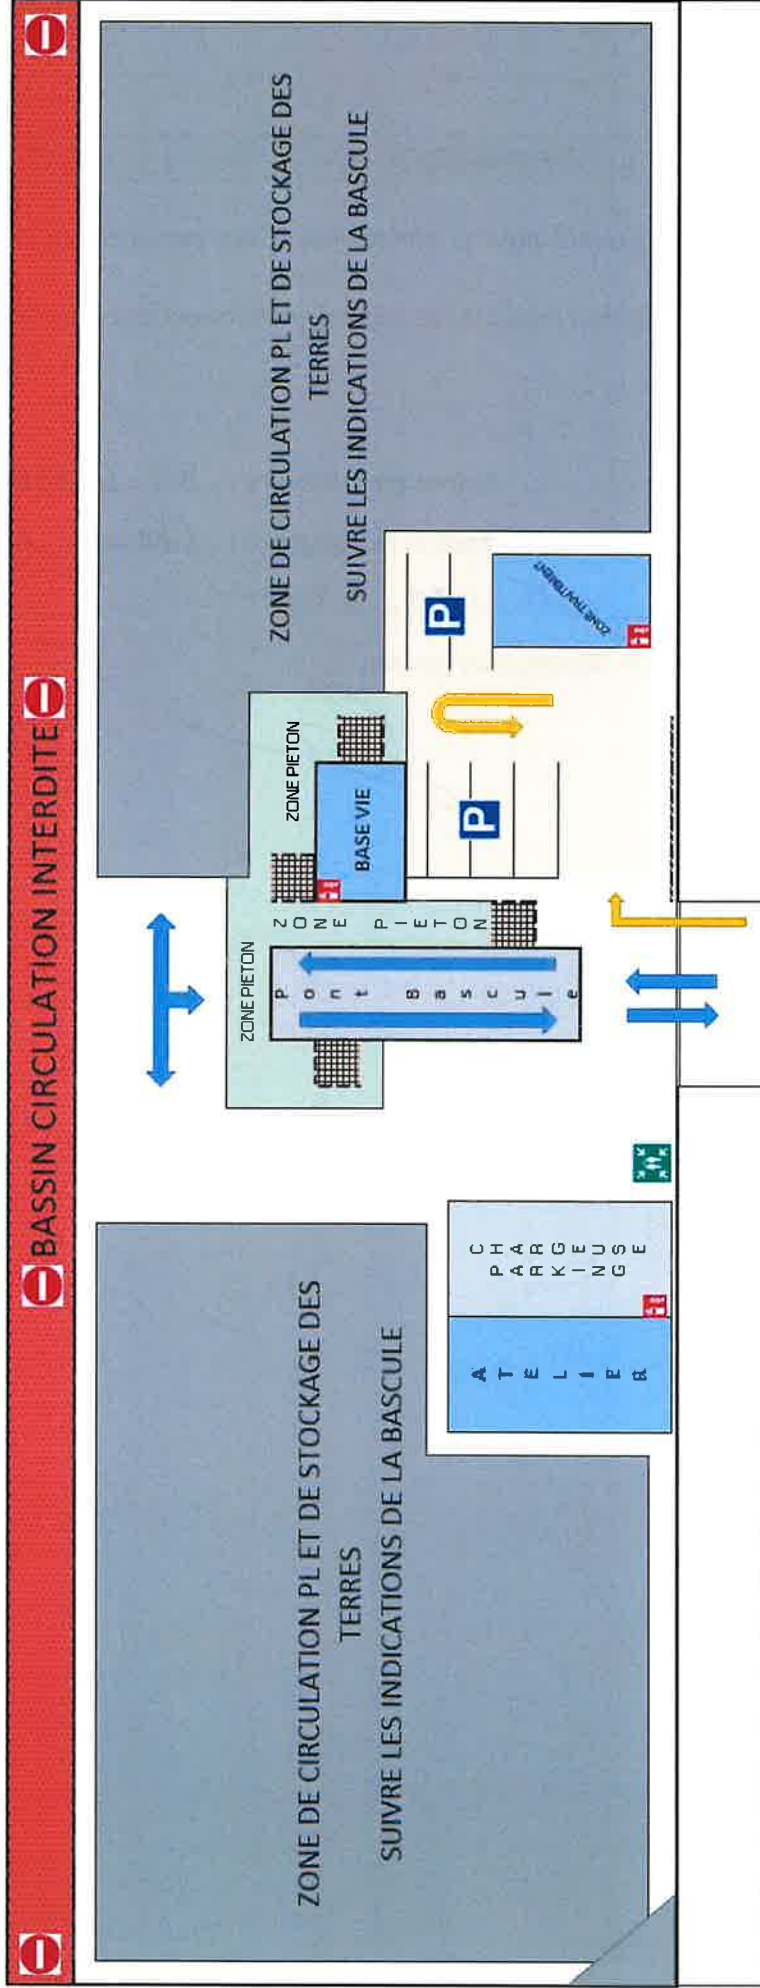 BASSIN CIRCULATION INTERDITE
ZONE DE CIRCULATION PL ET DE STOCKAGE DES
TERRES
SUIVRE LES INDICATIONS DE LA BASCULE
ZONE DE CIRCULATION PL ET DE STOCKAGE DES
TERRES
SUIVRE LES INDICATIONS DE LA BASCULE
ZONE PIETON
ZONE PIETON
ZONE PIETON
Pont Bascule
BASE VIE
P
P
ZONE TRAITEMENT
ATELIER
PARKING
CHARGEUSE